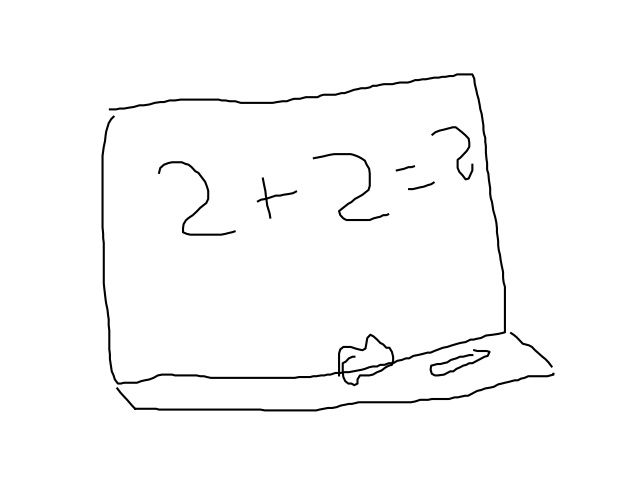 2 + 2 = ?